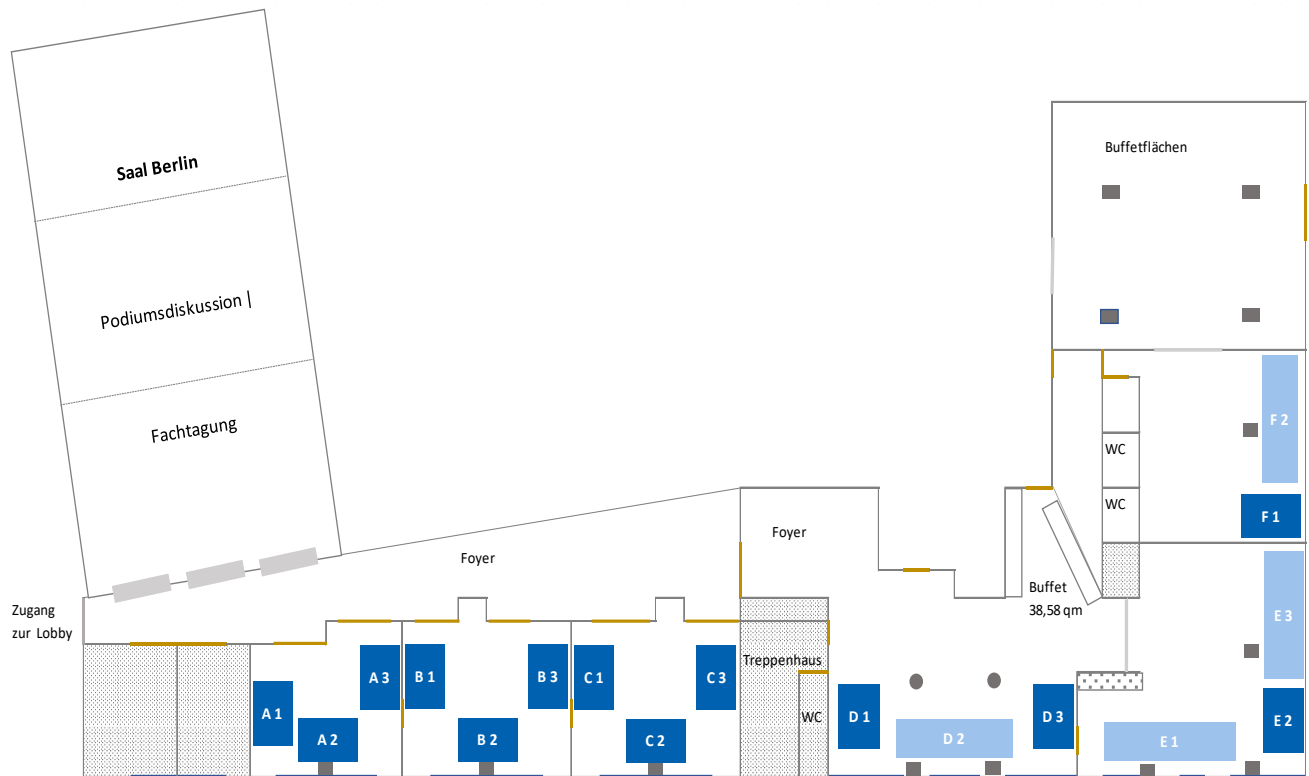 Saal Berlin
Podiumsdiskussion |
Fachtagung
Buffetflächen
F 2
WC
WC
F 1
Foyer
Foyer
Buffet
38,58 qm
E 3
Zugang
zur Lobby
Treppenhaus
A 3
B 1
B 3
C 1
C 3
A 1
A 2
B 2
C 2
WC
D 1
D 2
D 3
E 1
E 2